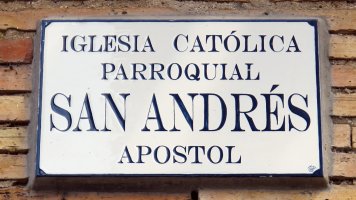 IGLESIA CATÓLICA
PARROQUIAL
SAN ANDRÉS
APOSTOL